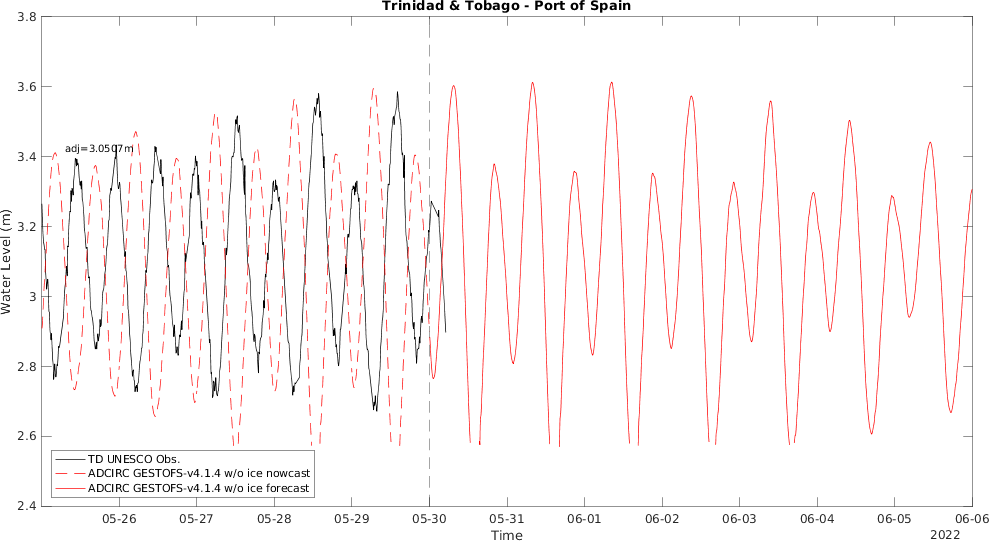 Trinidad & Tobago - Port of Spain
3.8
3.6
3.4
3.2
3
2.8
2.6
2.4
Water Level (m)
adj=3.0507m
TD UNESCO Obs.
ADCIRC GESTOFS-v4.1.4 w/o ice nowcast
ADCIRC GESTOFS-v4.1.4 w/o ice forecast
05-26 05-27 05-28 05-29 05-30 05-31 06-01 06-02 06-03 06-04 06-05 06-06
Time
2022